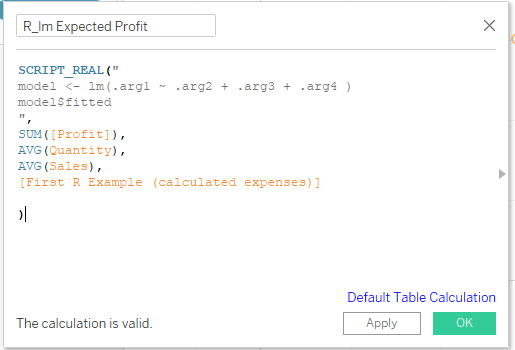 R_lm Expected Profit
SCRIPT_REAL("
model <- lm(.arg1 ~ .arg2 + .arg3 + .arg4 )
model$fitted
",
SUM([Profit]),
AVG(Quantity),
AVG(Sales),
[First R Example (calculated expenses)]
)
Default Table Calculation
The calculation is valid.
Apply
OK